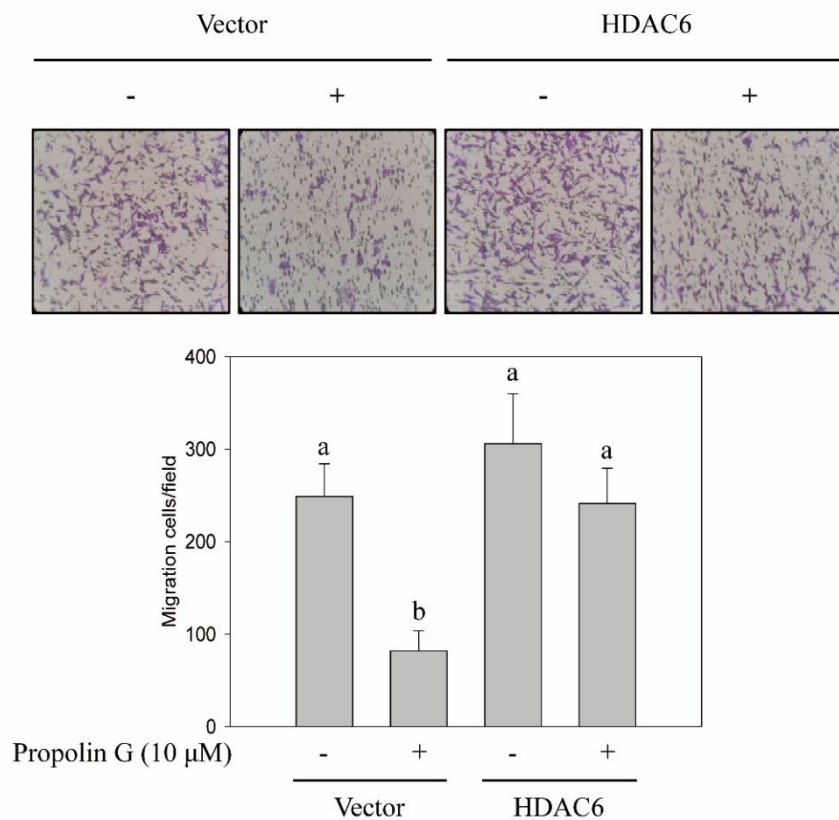 Vector HDAC6
- + - +
400
300
200
100
0
Migration cells/field
a
b
a
a
Propolin G (10 µM) - + - +
Vector HDAC6